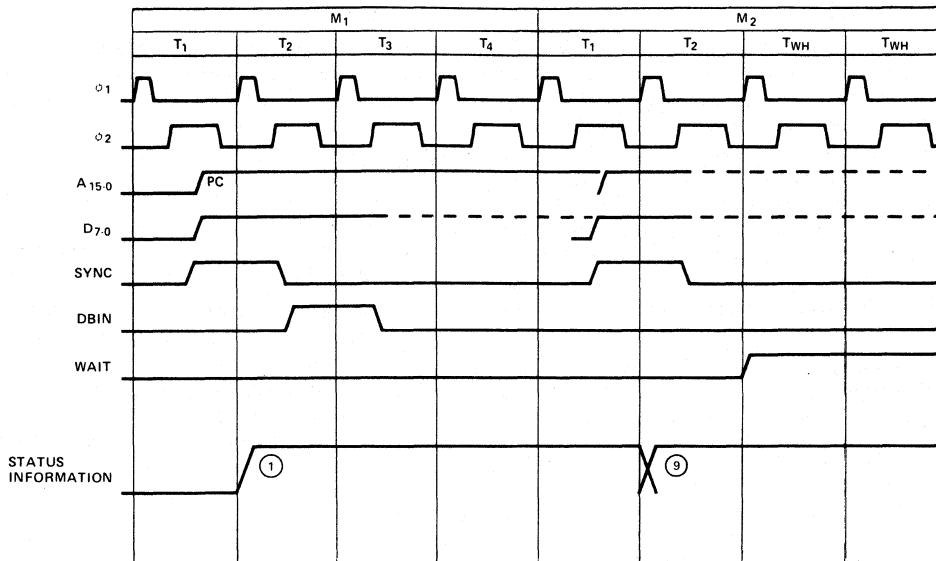 M1 M2
T1 T2 T3 T4 T1 T2 TWH TWH
φ1
φ2
A15-0 PC
D7-0
SYNC
DBIN
WAIT
STATUS
INFORMATION
1 9